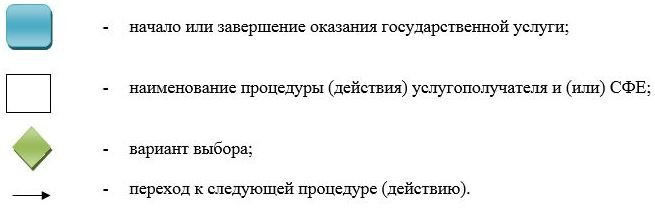 - начало или завершение оказания государственной услуги;
- наименование процедуры (действия) услугополучателя и (или) СФЕ;
- вариант выбора;
- переход к следующей процедуре (действию).